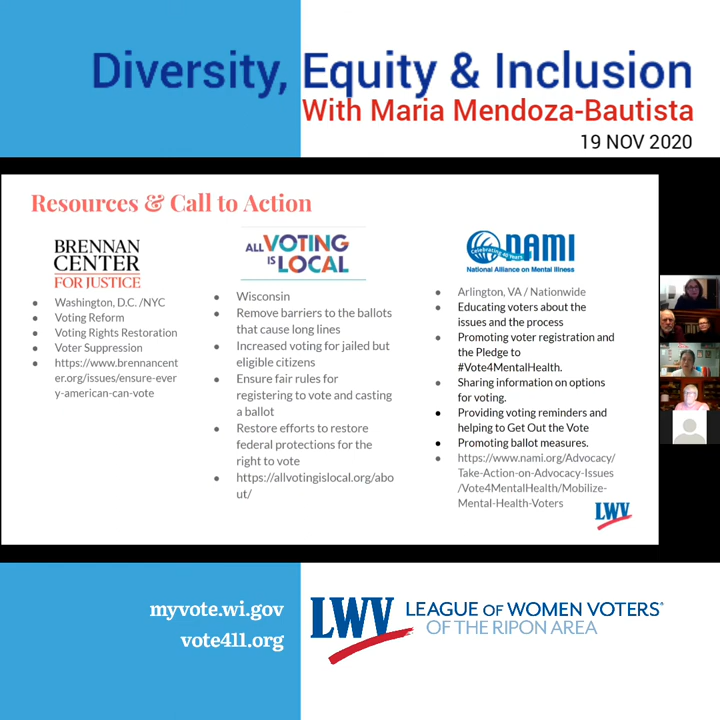 Diversity, Equity & Inclusion
With Maria Mendoza-Bautista
19 NOV 2020
Resources & Call to Action
BRENNAN
CENTER
FOR JUSTICE
• Washington, D.C. /NYC
• Voting Reform
• Voting Rights Restoration
• Voter Suppression
• https://www.brennancent
er.org/issues/ensure-ever
y-american-can-vote
ALL VOTING
IS LOCAL
• Wisconsin
• Remove barriers to the ballots
that cause long lines
• Increased voting for jailed but
eligible citizens
• Ensure fair rules for
registering to vote and casting
a ballot
• Restore efforts to restore
federal protections for the
right to vote
• https://allvotingislocal.org/abo
ut/
Celebrating 40 Years
NAMI
National Alliance on Mental Illness
• Arlington, VA / Nationwide
• Educating voters about the
issues and the process
• Promoting voter registration and
the Pledge to
#Vote4MentalHealth.
• Sharing information on options
for voting.
• Providing voting reminders and
helping to Get Out the Vote
• Promoting ballot measures.
• https://www.nami.org/Advocacy/
Take-Action-on-Advocacy-Issues
/Vote4MentalHealth/Mobilize-
Mental-Health-Voters
LWV
myvote.wi.gov
vote411.org
LWV LEAGUE OF WOMEN VOTERS®
OF THE RIPON AREA